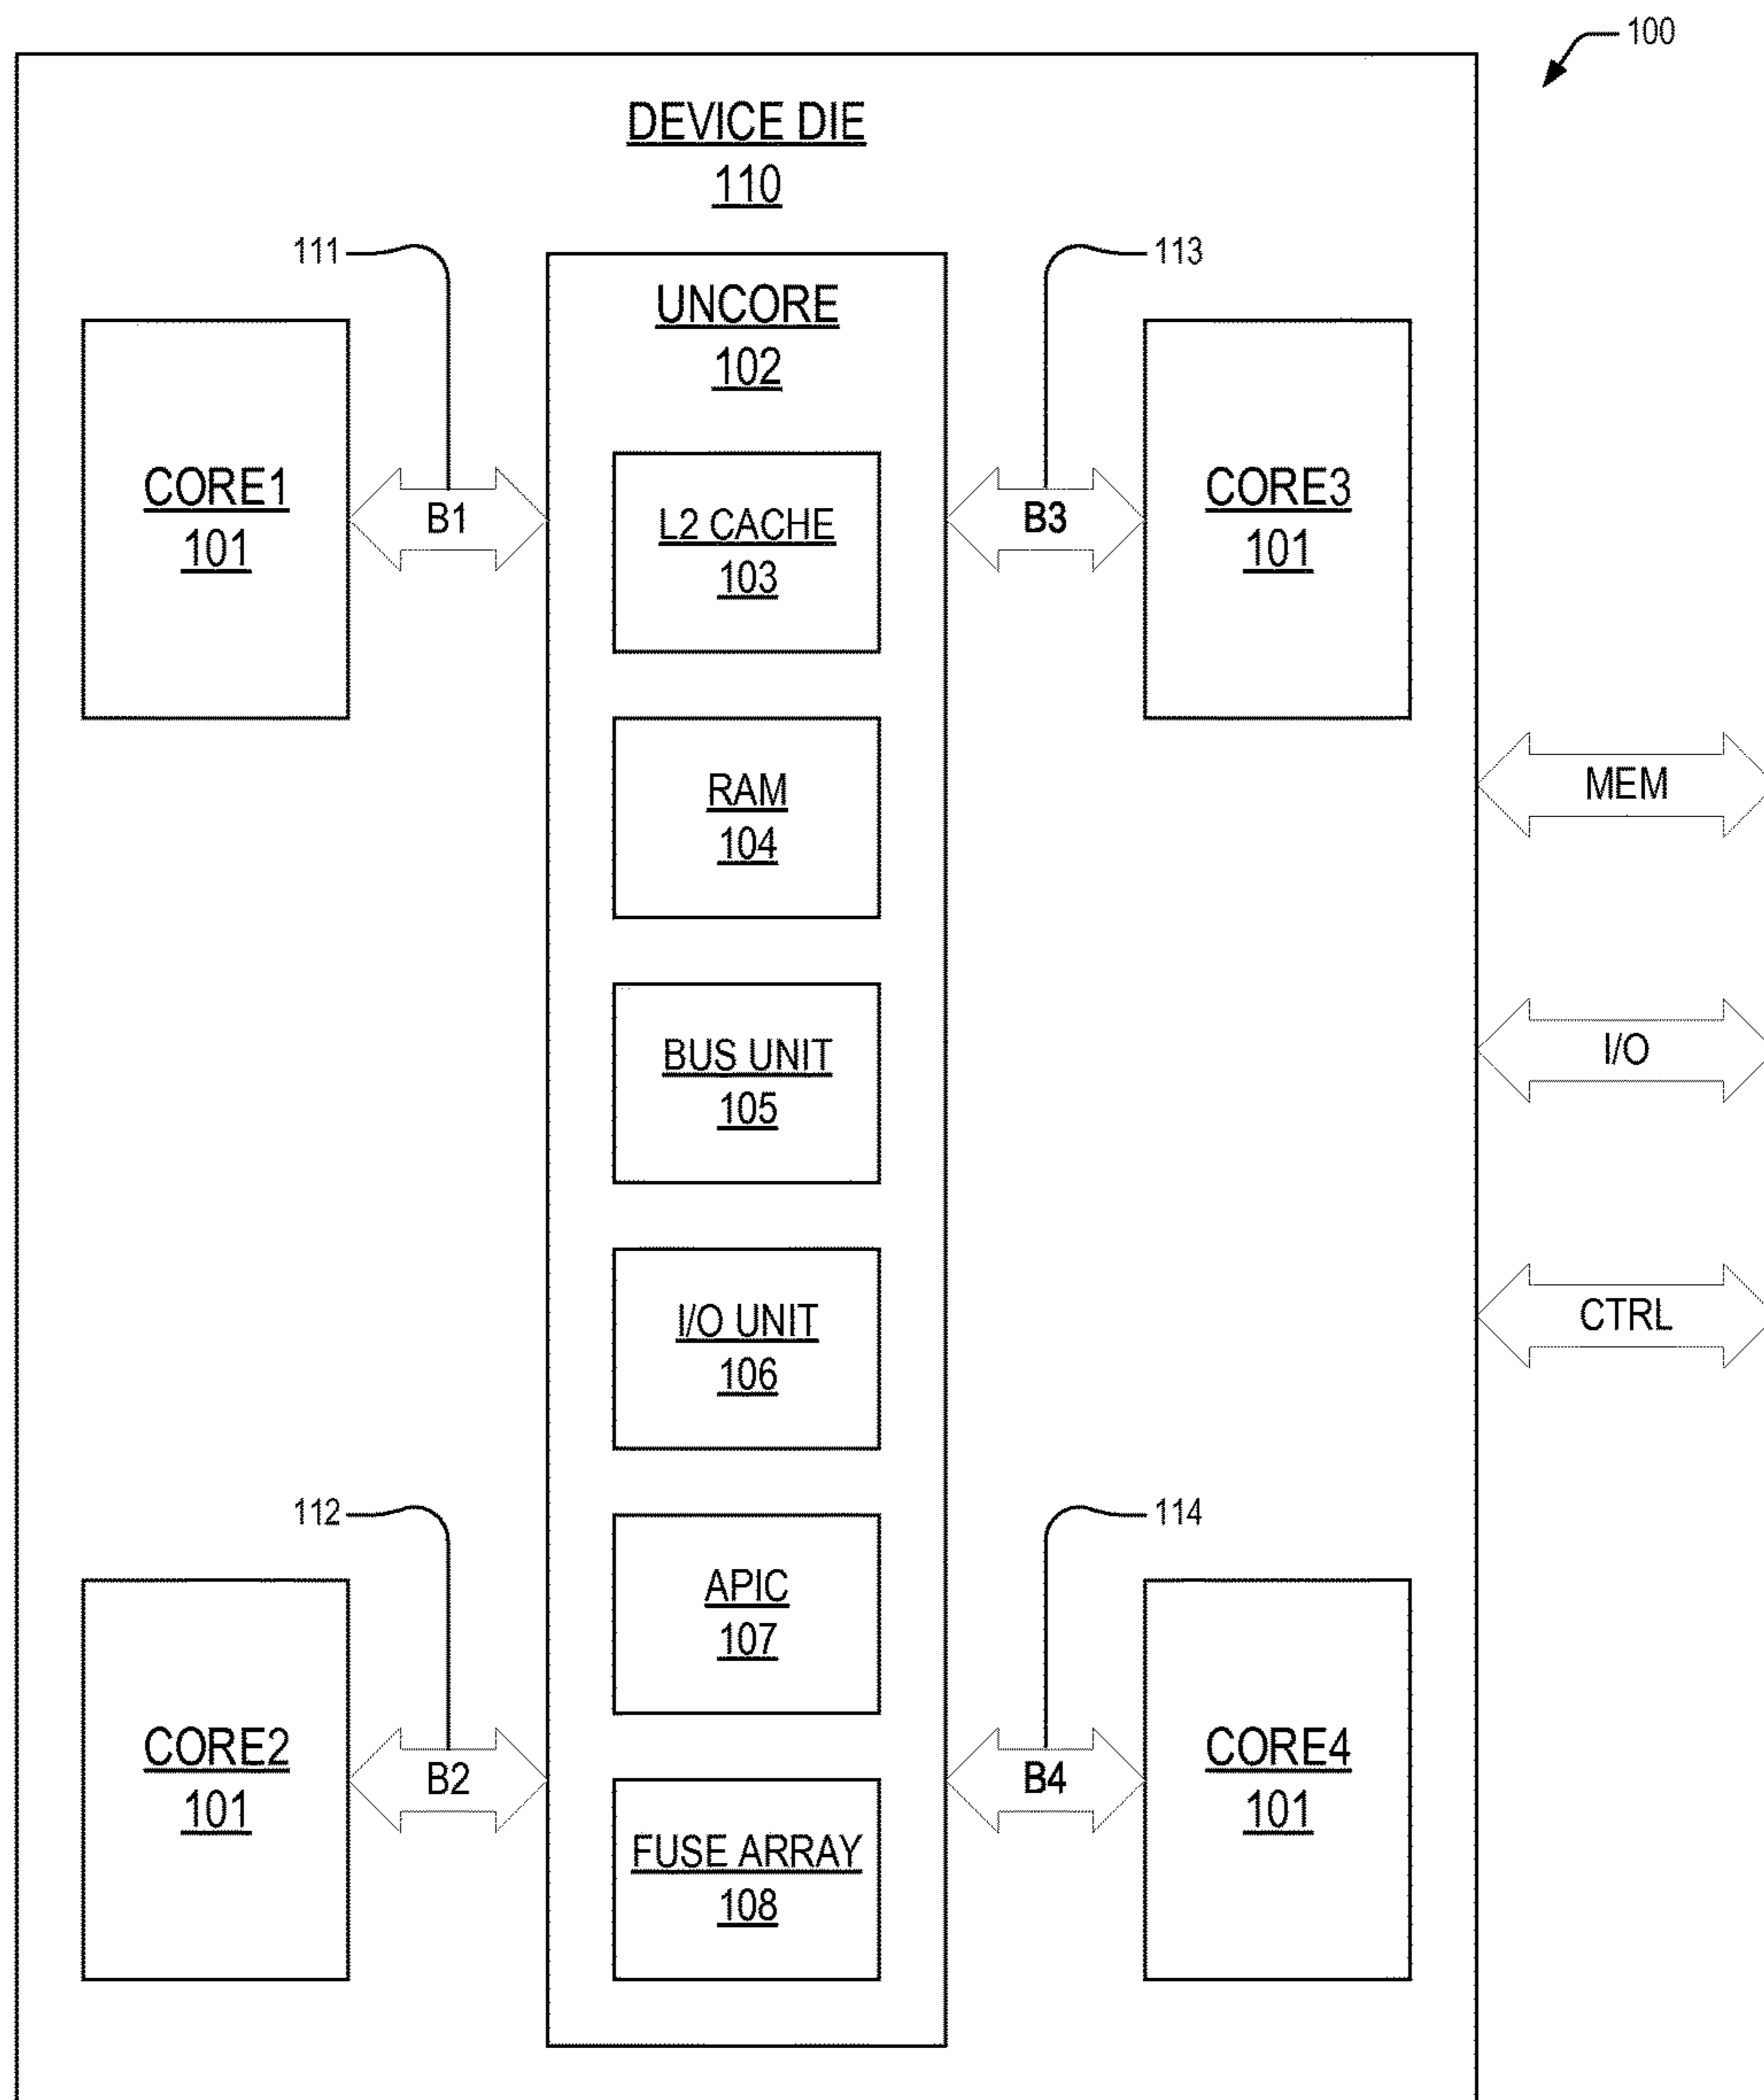 100
DEVICE DIE
110
111
113
UNCORE
102
CORE1
101
B1
L2 CACHE
103
B3
CORE3
101
RAM
104
MEM
BUS UNIT
105
I/O
I/O UNIT
106
CTRL
112
114
APIC
107
CORE2
101
B2
B4
CORE4
101
FUSE ARRAY
108